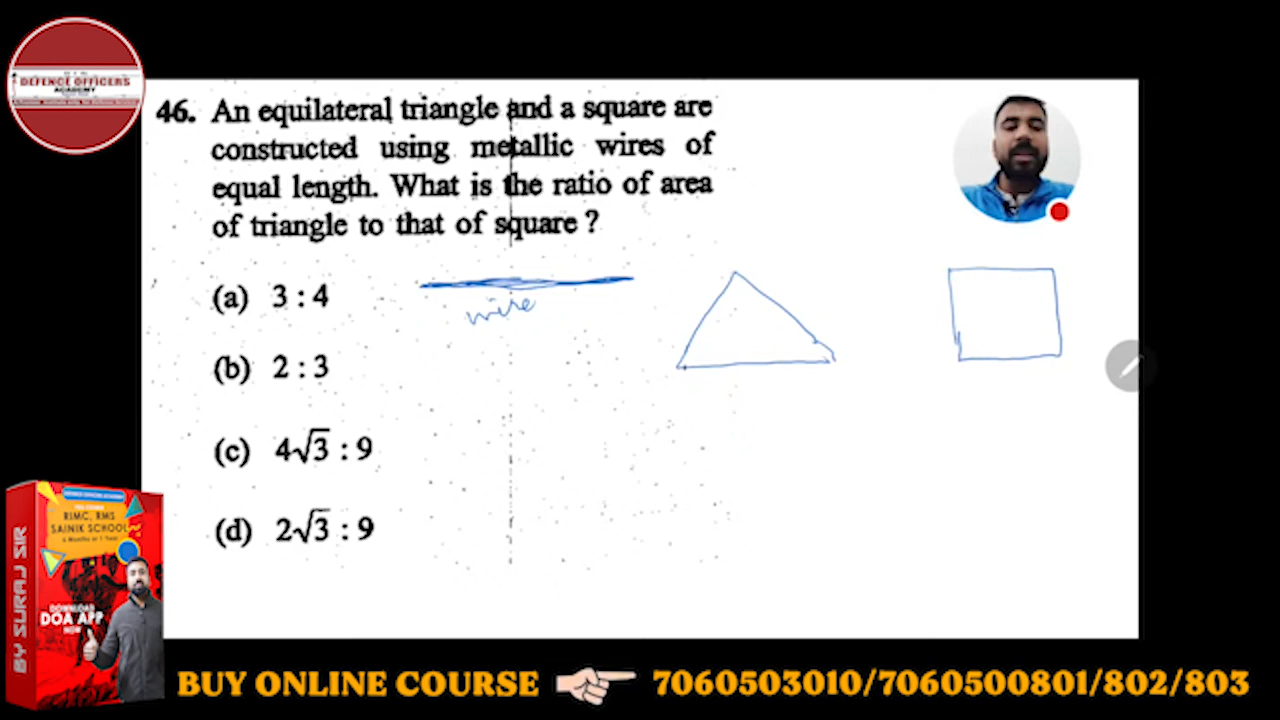 DEFENCE OFFICERS
ACADEMY
46. An equilateral triangle and a square are
constructed using metallic wires of
equal length. What is the ratio of area
of triangle to that of square ?
(a) 3 : 4
wire
(b) 2 : 3
(c) 4√3 : 9
(d) 2√3 : 9
RIMC, RMS
SAINIK SCHOOL
DOWNLOAD
DOA APP
NOW
BY SURAJ SIR
BUY ONLINE COURSE 7060503010/7060500801/802/803